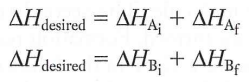 ΔH_desired = ΔH_A_i + ΔH_A_f
ΔH_desired = ΔH_B_i + ΔH_B_f